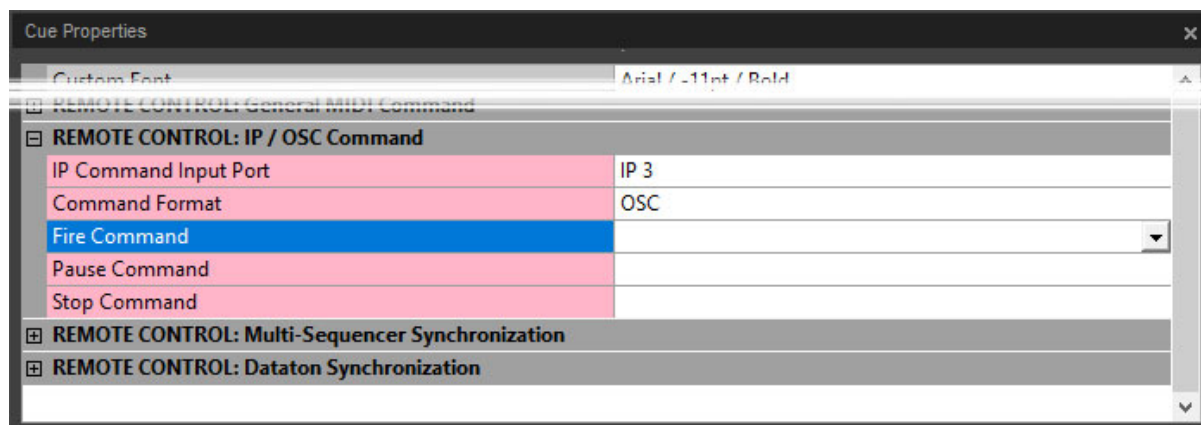 Cue Properties
Custom Font Arial / -11pt / Bold
REMOTE CONTROL: General MIDI Command
REMOTE CONTROL: IP / OSC Command
IP Command Input Port IP 3
Command Format OSC
Fire Command
Pause Command
Stop Command
REMOTE CONTROL: Multi-Sequencer Synchronization
REMOTE CONTROL: Dataton Synchronization